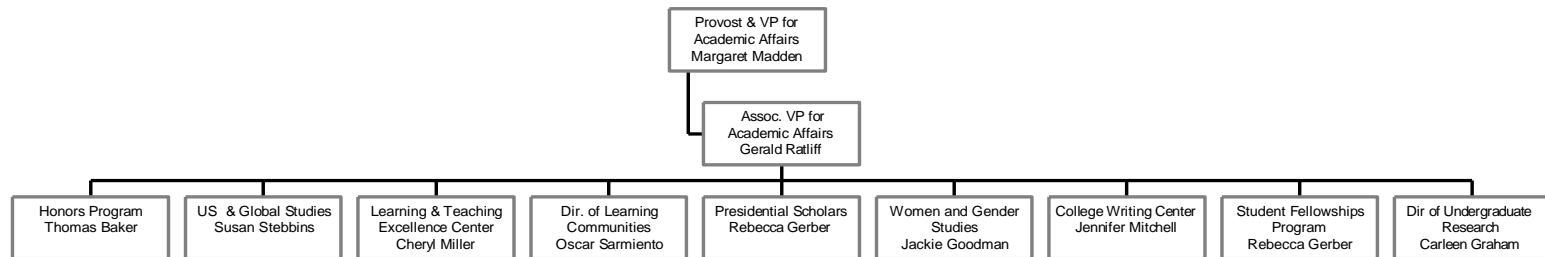 Provost & VP for
Academic Affairs
Margaret Madden
Assoc. VP for
Academic Affairs
Gerald Ratliff
Honors Program
Thomas Baker
US & Global Studies
Susan Stebbins
Learning & Teaching
Excellence Center
Cheryl Miller
Dir. of Learning
Communities
Oscar Sarmiento
Presidential Scholars
Rebecca Gerber
Women and Gender
Studies
Jackie Goodman
College Writing Center
Jennifer Mitchell
Student Fellowships
Program
Rebecca Gerber
Dir of Undergraduate
Research
Carleen Graham